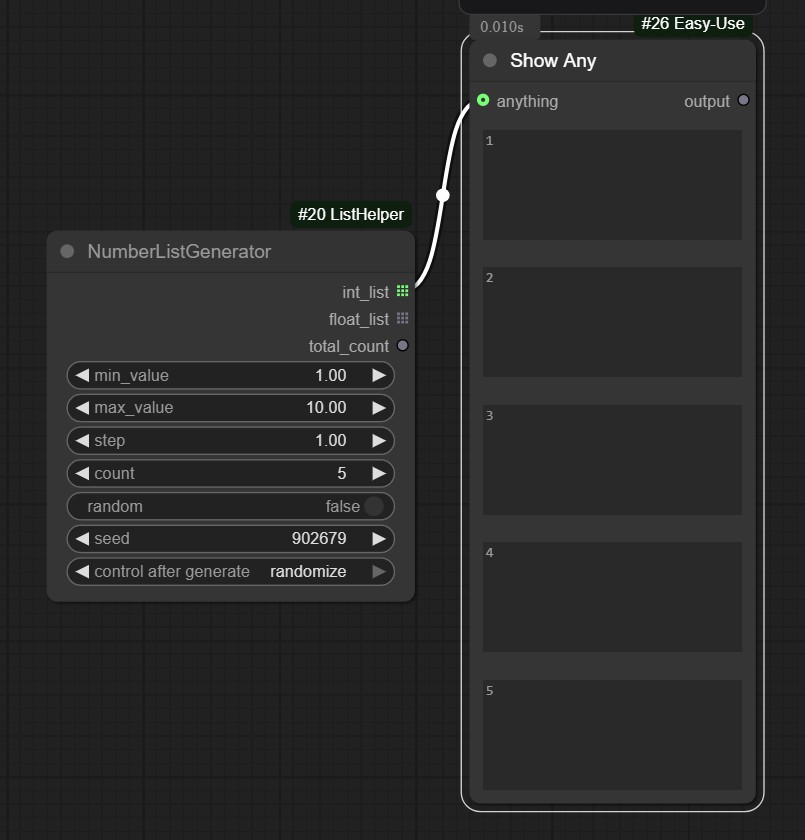 0.010s
#26 Easy-Use
Show Any
anything
output
1
2
3
4
5
#20 ListHelper
NumberListGenerator
int_list
float_list
total_count
min_value 1.00
max_value 10.00
step 1.00
count 5
random false
seed 902679
control after generate randomize